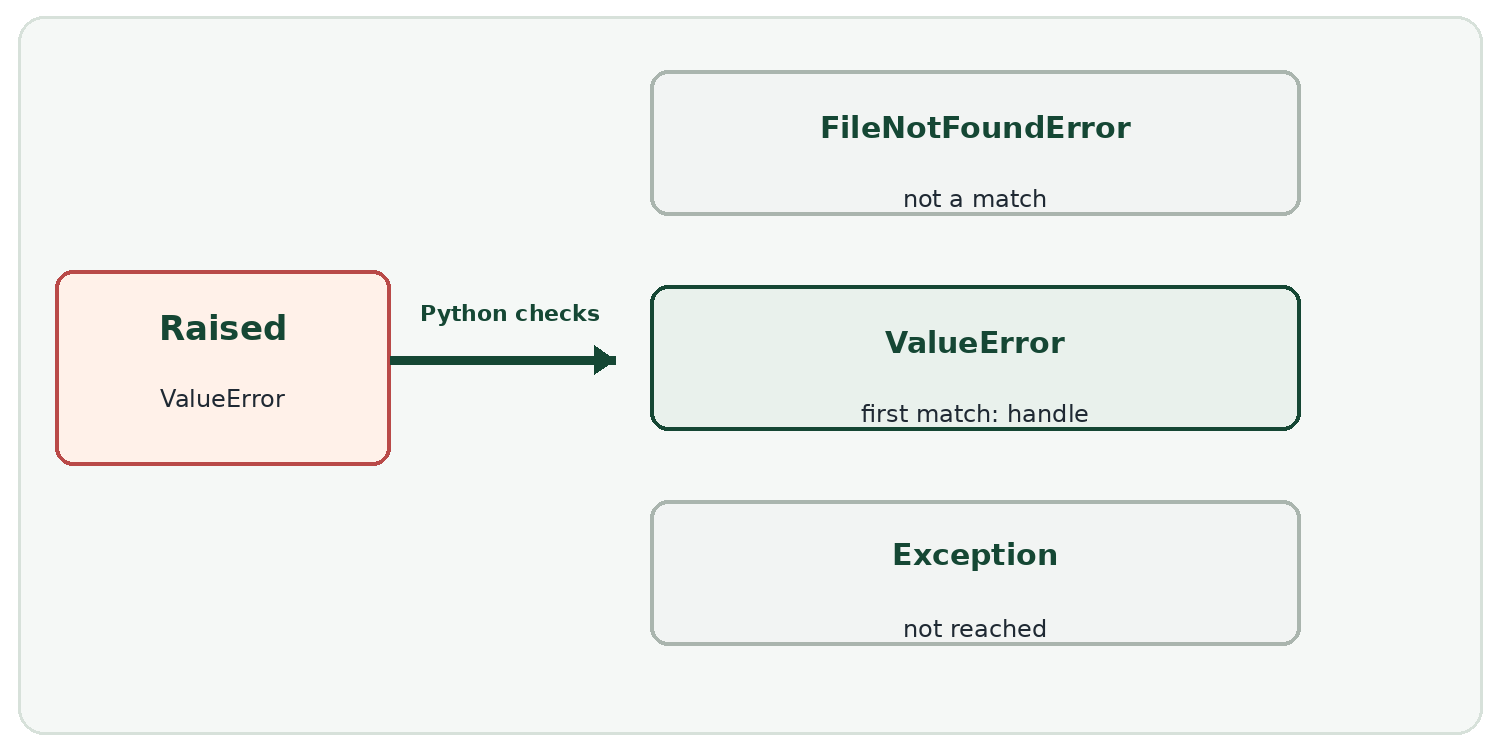 Raised
ValueError
Python checks
FileNotFoundError
not a match
ValueError
first match: handle
Exception
not reached